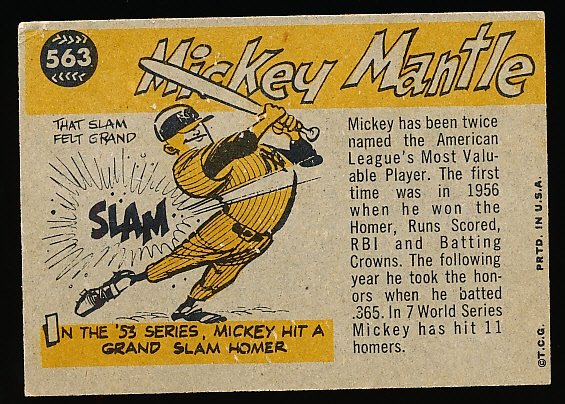 563
Mickey Mantle
THAT SLAM
FELT GRAND
SLAM
IN THE '53 SERIES, MICKEY HIT A
GRAND SLAM HOMER
Mickey has been twice
named the American
League's Most Valu-
able Player. The first
time was in 1956
when he won the
Homer, Runs Scored,
RBI and Batting
Crowns. The following
year he took the hon-
ors when he batted
.365. In 7 World Series
Mickey has hit 11
homers.
©T.C.G. PRTD. IN U.S.A.